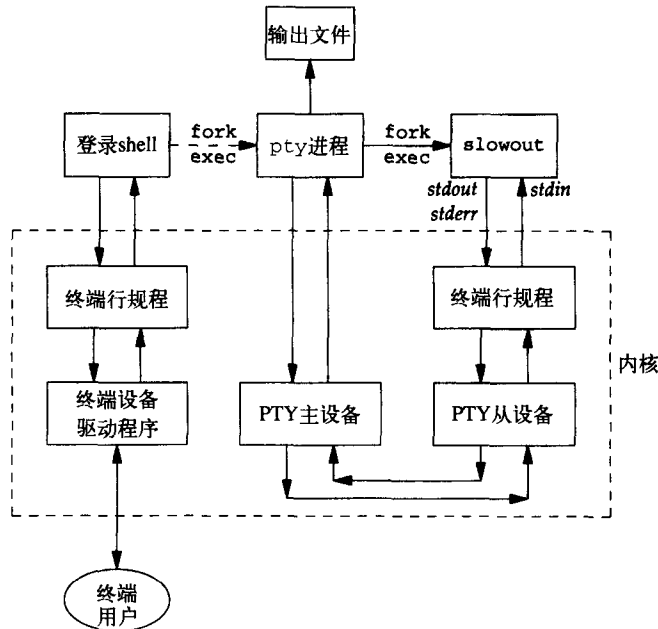 输出文件
登录shell
fork
exec
pty进程
fork
exec
slowout
stdout
stderr
stdin
终端行规程
终端行规程
内核
终端设备
驱动程序
PTY主设备
PTY从设备
终端
用户